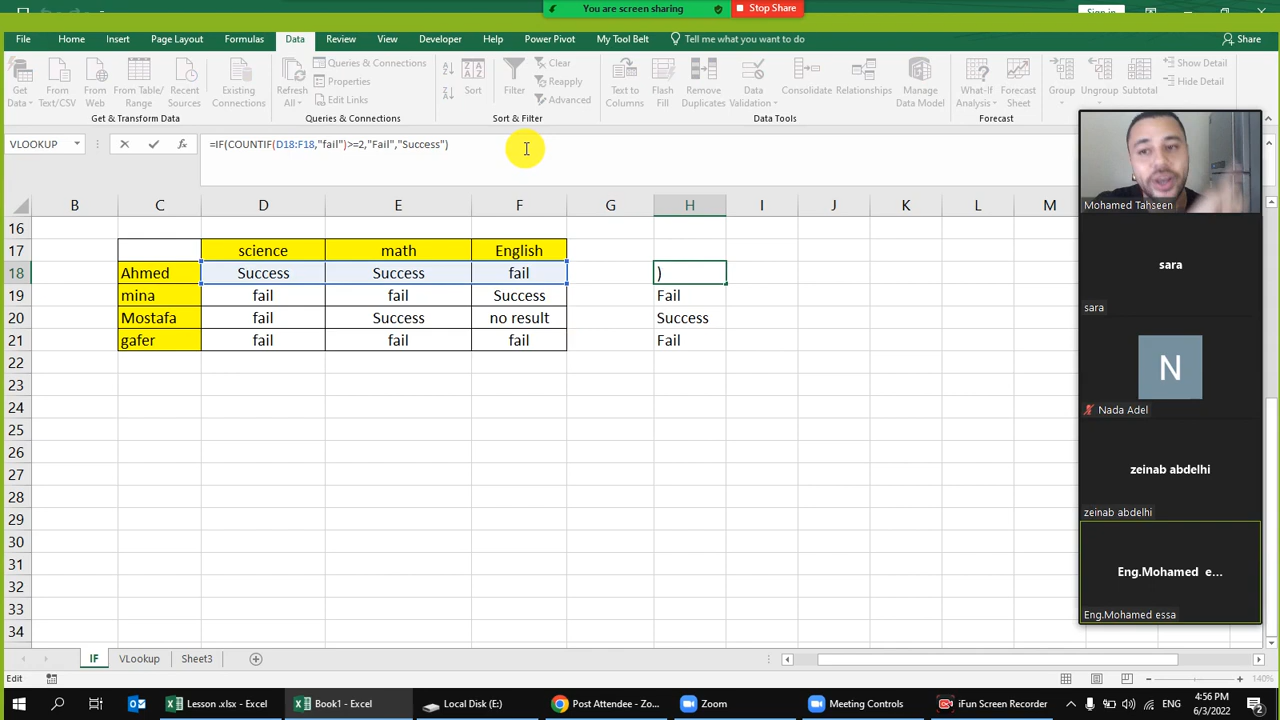 You are screen sharing
Stop Share
Sign in
File Home Insert Page Layout Formulas Data Review View Developer Help Power Pivot My Tool Belt Tell me what you want to do Share
Get Data
From Text/CSV
From Web
From Table/ Range
Recent Sources
Existing Connections
Get & Transform Data
Refresh All
Queries & Connections
Properties
Edit Links
Queries & Connections
Sort
Filter
Clear
Reapply
Advanced
Sort & Filter
Text to Columns
Flash Fill
Remove Duplicates
Data Validation
Consolidate
Relationships
Manage Data Model
Data Tools
What-If Analysis
Forecast Sheet
Forecast
Group
Ungroup
Subtotal
Show Detail
Hide Detail
VLOOKUP
fx
=IF(COUNTIF(D18:F18,"fail")>=2,"Fail","Success")
B C D E F G H I J K L M
16
17 science math English
18 Ahmed Success Success fail )
19 mina fail fail Success Fail
20 Mostafa fail Success no result Success
21 gafer fail fail fail Fail
22
23
24
25
26
27
28
29
30
31
32
33
34
Mohamed Tahseen
sara
sara
N
Nada Adel
zeinab abdelhi
zeinab abdelhi
Eng.Mohamed e...
Eng.Mohamed essa
IF VLookup Sheet3
Edit
140%
Lesson .xlsx - Excel
Book1 - Excel
Local Disk (E:)
Post Attendee - Zo...
Zoom
Meeting Controls
iFun Screen Recorder
ENG
4:56 PM
6/3/2022
2